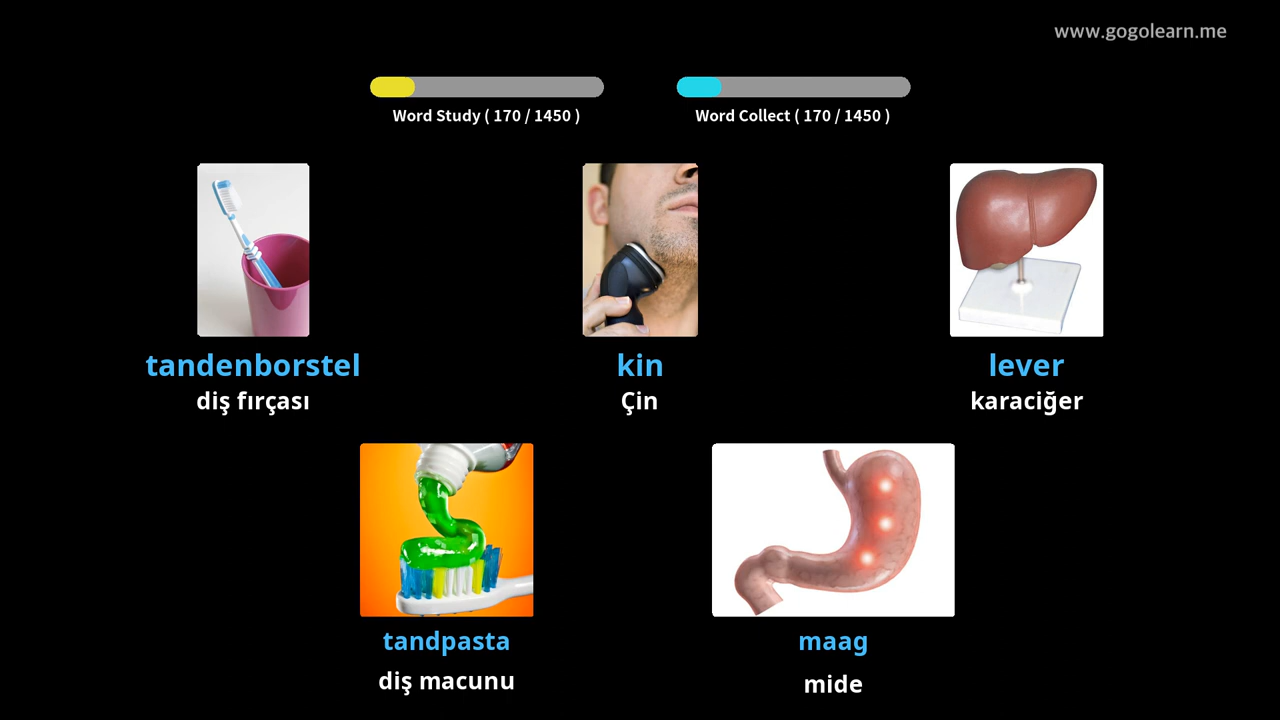 www.gogolearn.me
Word Study ( 170 / 1450 )
Word Collect ( 170 / 1450 )
tandenborstel
diş fırçası
kin
Çin
lever
karaciğer
tandpasta
diş macunu
maag
mide